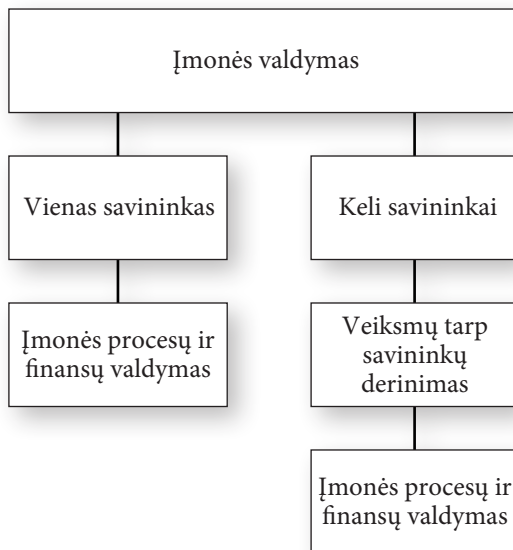 Įmonės valdymas
Vienas savininkas
Keli savininkai
Įmonės procesų ir
finansų valdymas
Veiksmų tarp
savininkų
derinimas
Įmonės procesų ir
finansų valdymas